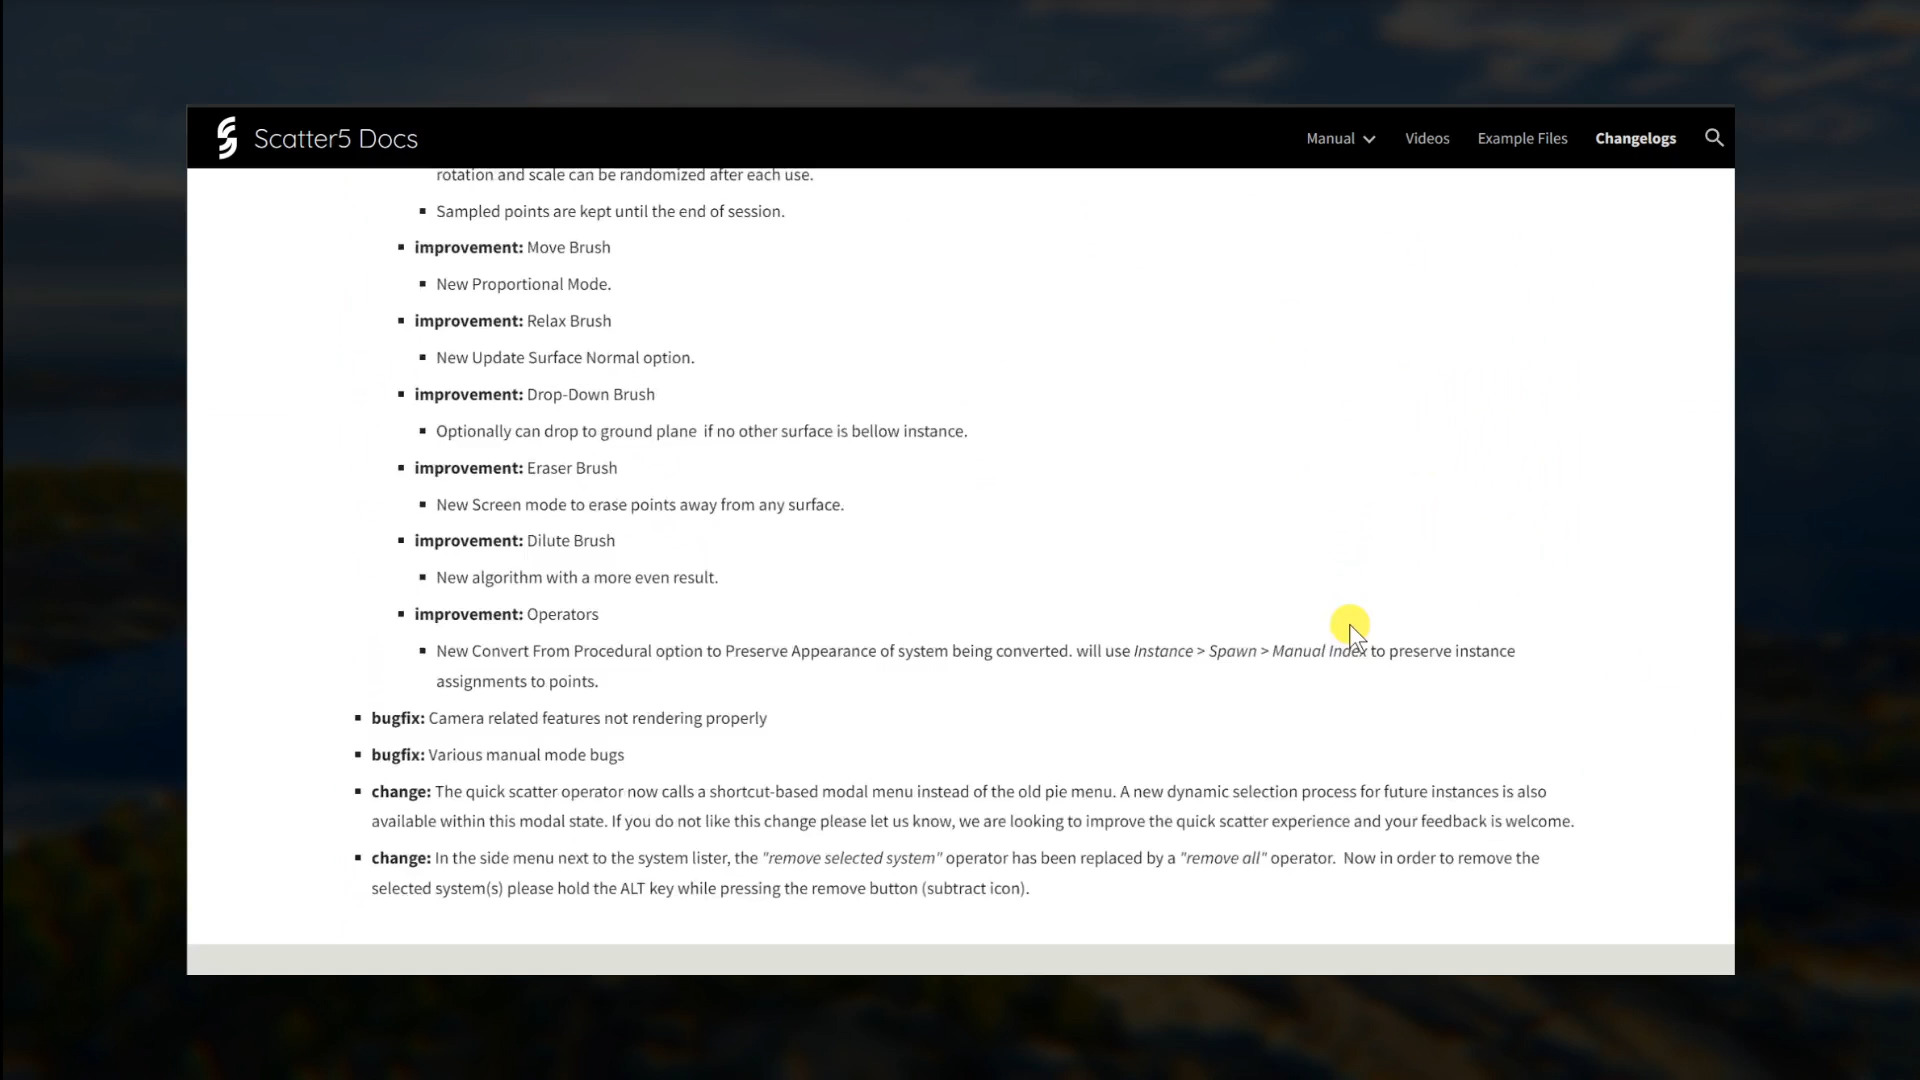 Scatter5 Docs
Manual
Videos
Example Files
Changelogs
rotation and scale can be randomized after each use.
Sampled points are kept until the end of session.
improvement: Move Brush
New Proportional Mode.
improvement: Relax Brush
New Update Surface Normal option.
improvement: Drop-Down Brush
Optionally can drop to ground plane if no other surface is bellow instance.
improvement: Eraser Brush
New Screen mode to erase points away from any surface.
improvement: Dilute Brush
New algorithm with a more even result.
improvement: Operators
New Convert From Procedural option to Preserve Appearance of system being converted. will use Instance > Spawn > Manual Index to preserve instance
assignments to points.
bugfix: Camera related features not rendering properly
bugfix: Various manual mode bugs
change: The quick scatter operator now calls a shortcut-based modal menu instead of the old pie menu. A new dynamic selection process for future instances is also
available within this modal state. If you do not like this change please let us know, we are looking to improve the quick scatter experience and your feedback is welcome.
change: In the side menu next to the system lister, the "remove selected system" operator has been replaced by a "remove all" operator. Now in order to remove the
selected system(s) please hold the ALT key while pressing the remove button (subtract icon).